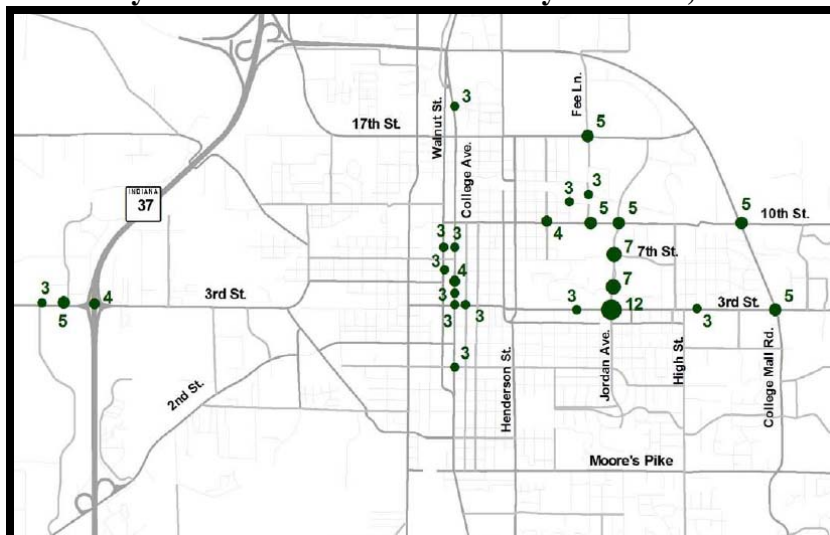 3
Fee Ln.
Walnut St.
College Ave.
17th St.
5
INDIANA
37
3
3
4
5
5
5
10th St.
3
3
7
7th St.
3
4
7
3
5
4
3rd St.
3
3
3
3
12
3rd St.
3
5
3
2nd St.
Henderson St.
Jordan Ave.
High St.
College Mall Rd.
Moore's Pike